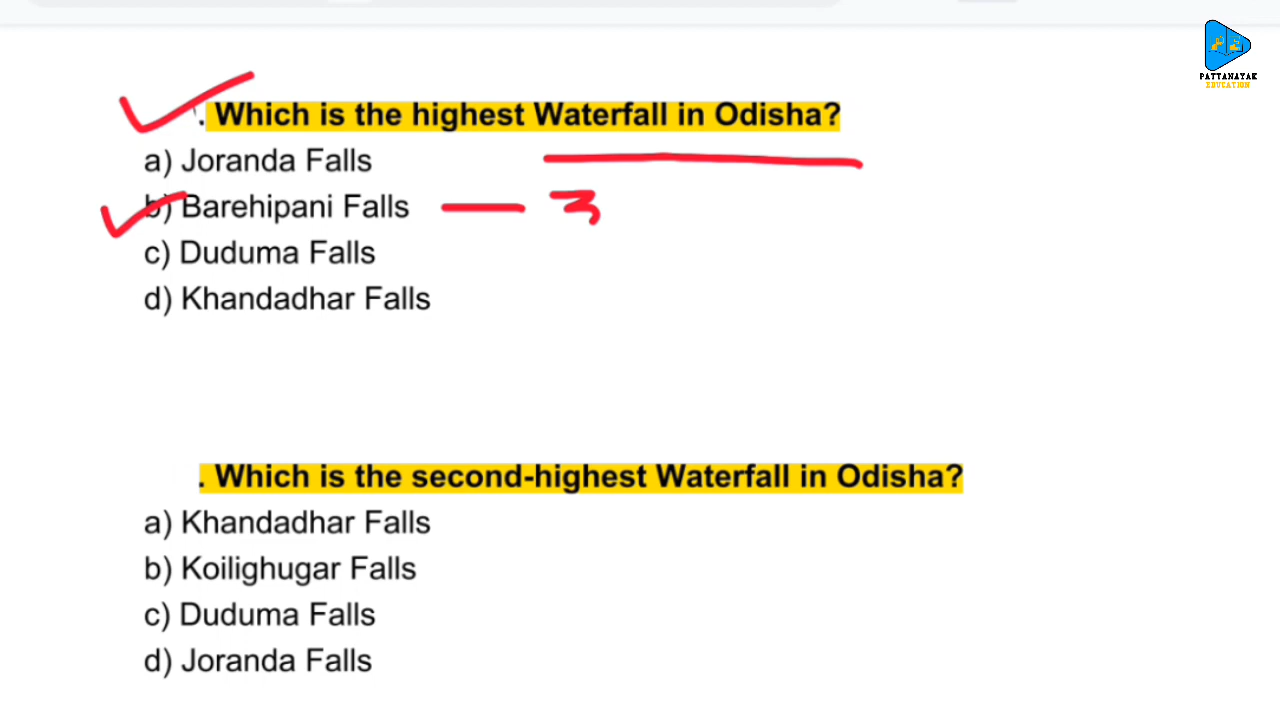 PATTANAYAK
EDUCATION
. Which is the highest Waterfall in Odisha?
a) Joranda Falls
b) Barehipani Falls — 3
c) Duduma Falls
d) Khandadhar Falls
. Which is the second-highest Waterfall in Odisha?
a) Khandadhar Falls
b) Koilighugar Falls
c) Duduma Falls
d) Joranda Falls